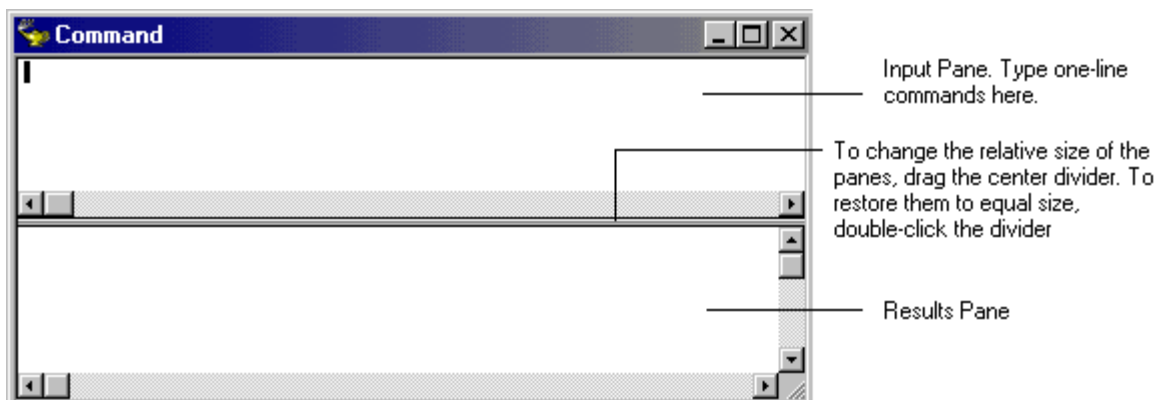 Command
Input Pane. Type one-line
commands here.
To change the relative size of the
panes, drag the center divider. To
restore them to equal size,
double-click the divider
Results Pane